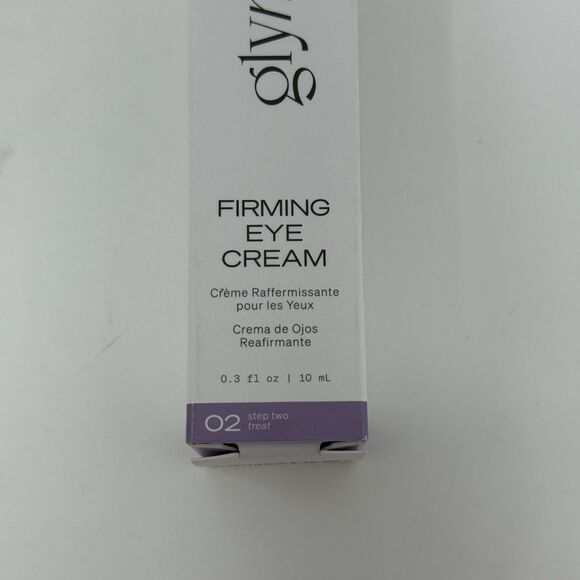 FIRMING
EYE
CREAM
Crème Raffermissante
pour les Yeux
Crema de Ojos
Reafirmante
0.3 fl oz | 10 mL
02 step two
treat